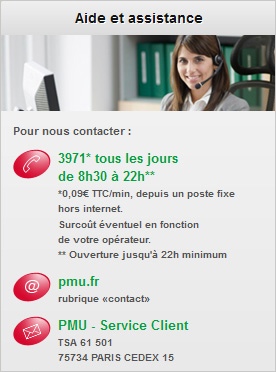 Aide et assistance
Pour nous contacter :
3971* tous les jours
de 8h30 à 22h**
*0,09€ TTC/min, depuis un poste fixe
hors internet.
Surcoût éventuel en fonction
de votre opérateur.
** Ouverture jusqu'à 22h minimum
@
pmu.fr
rubrique «contact»
PMU - Service Client
TSA 61 501
75734 PARIS CEDEX 15